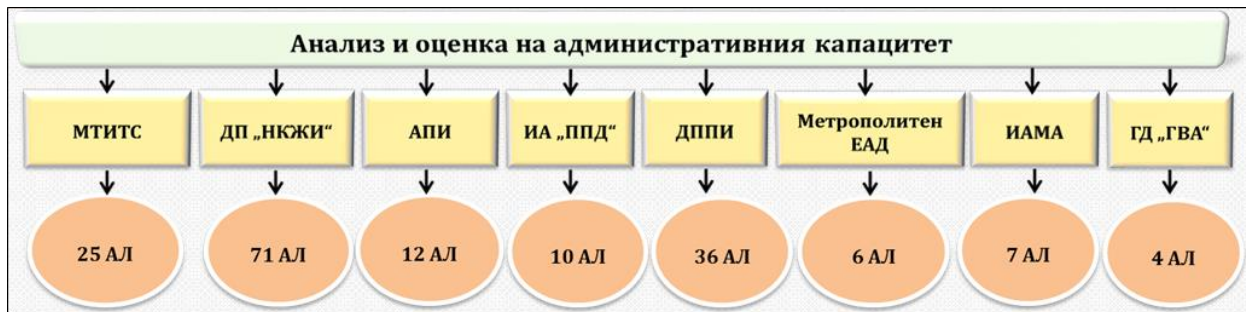 Анализ и оценка на административния капацитет
МТИТС
ДП „НКЖИ“
АПИ
ИА „ППД“
ДППИ
Метрополитен
ЕАД
ИАМА
ГД „ГВА“
25 АЛ
71 АЛ
12 АЛ
10 АЛ
36 АЛ
6 АЛ
7 АЛ
4 АЛ